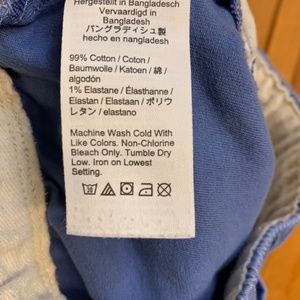 Hergestellt in Bangladesch
Vervaardigd in
Bangladesh
バングラディシュ製
hecho en nangladesh
99% Cotton / Coton /
Baumwolle / Katoen / 綿 /
algodón
1% Elastane / Élasthanne /
Elastan / Elastaan / ポリウ
レタン / elastano
Machine Wash Cold With
Like Colors. Non-Chlorine
Bleach Only. Tumble Dry
Low. Iron on Lowest
Setting.